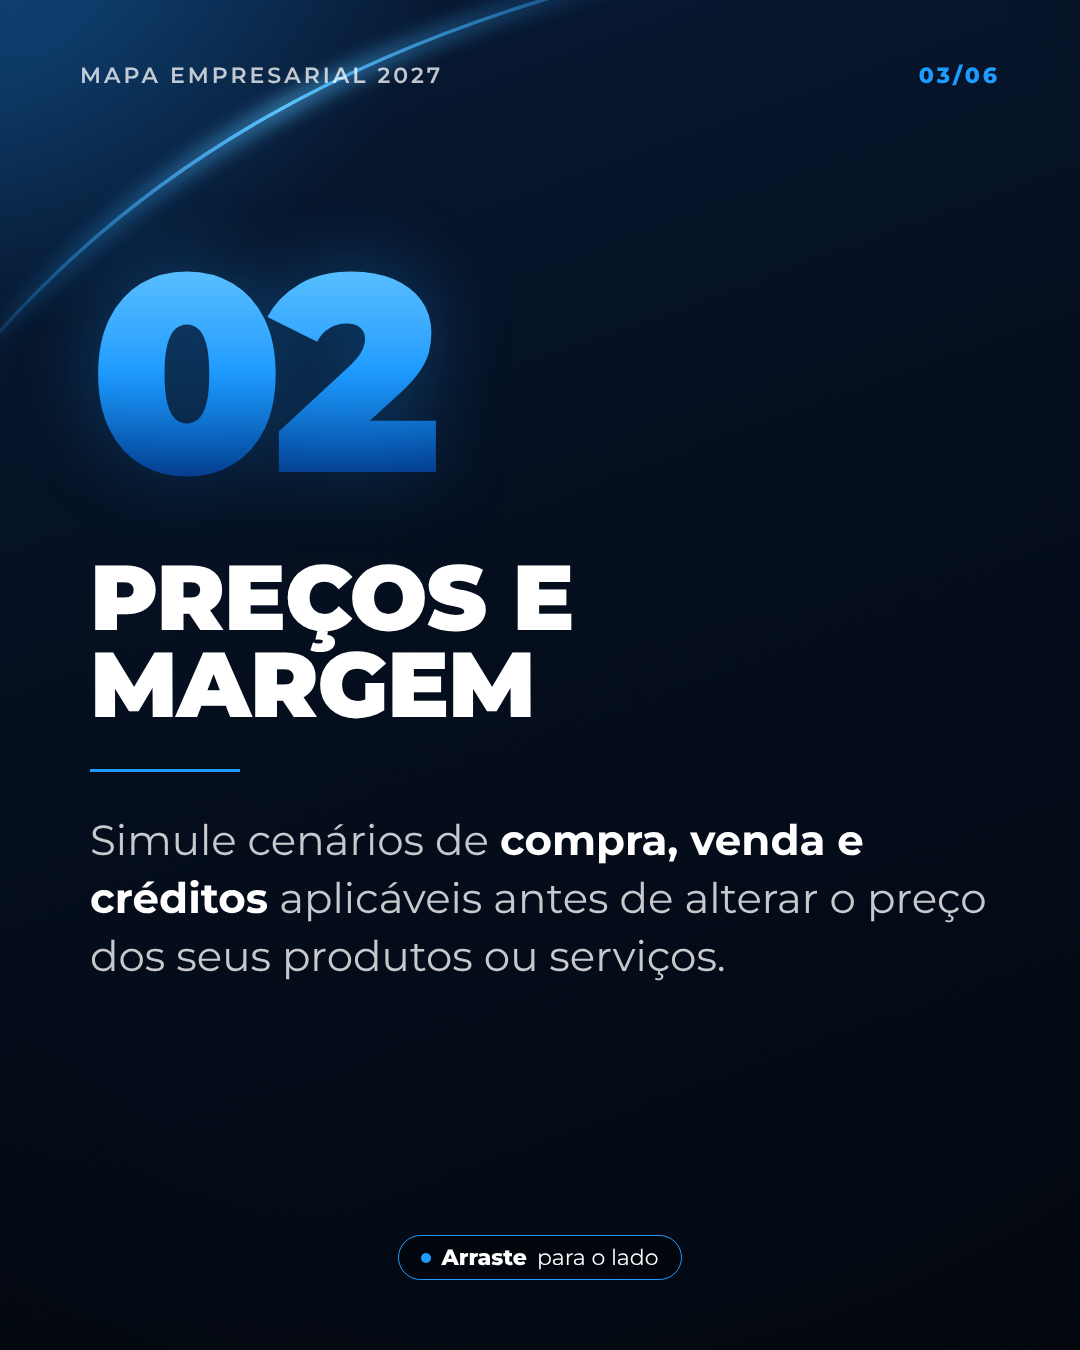 MAPA EMPRESARIAL 2027
03/06
02
PREÇOS E
MARGEM
Simule cenários de compra, venda e
créditos aplicáveis antes de alterar o preço
dos seus produtos ou serviços.
Arraste para o lado